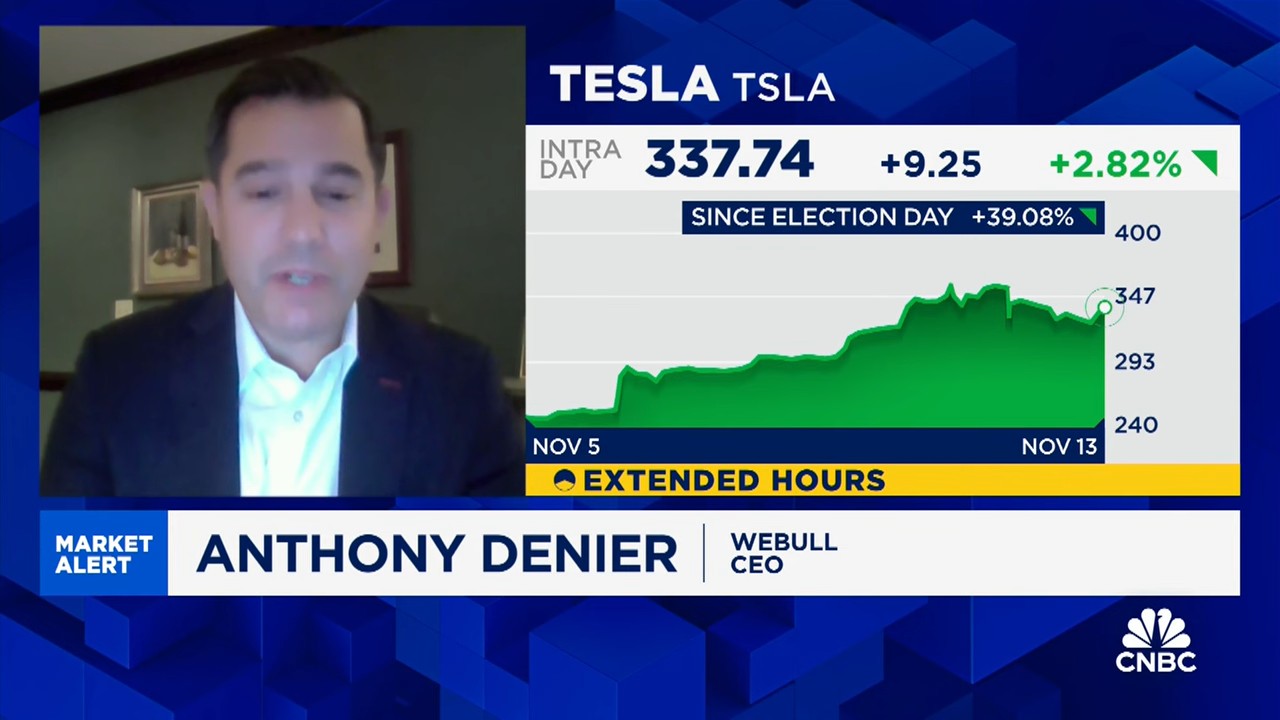 TESLA TSLA
INTRA
DAY
337.74 +9.25 +2.82%
SINCE ELECTION DAY +39.08%
400
347
293
240
NOV 5 NOV 13
EXTENDED HOURS
MARKET
ALERT
ANTHONY DENIER
WEBULL
CEO
CNBC